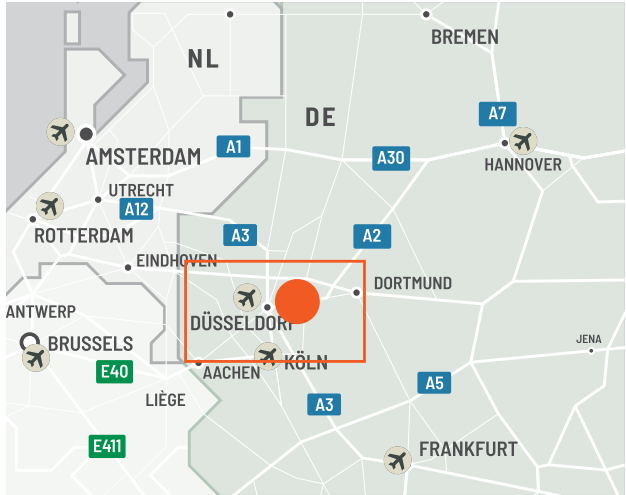 NL
BREMEN
DE
A7
AMSTERDAM
A1
A30
HANNOVER
UTRECHT
A12
ROTTERDAM
A3
A2
EINDHOVEN
DORTMUND
ANTWERP
DÜSSELDORF
BRUSSELS
JENA
KÖLN
AACHEN
E40
A5
LIÈGE
A3
E411
FRANKFURT